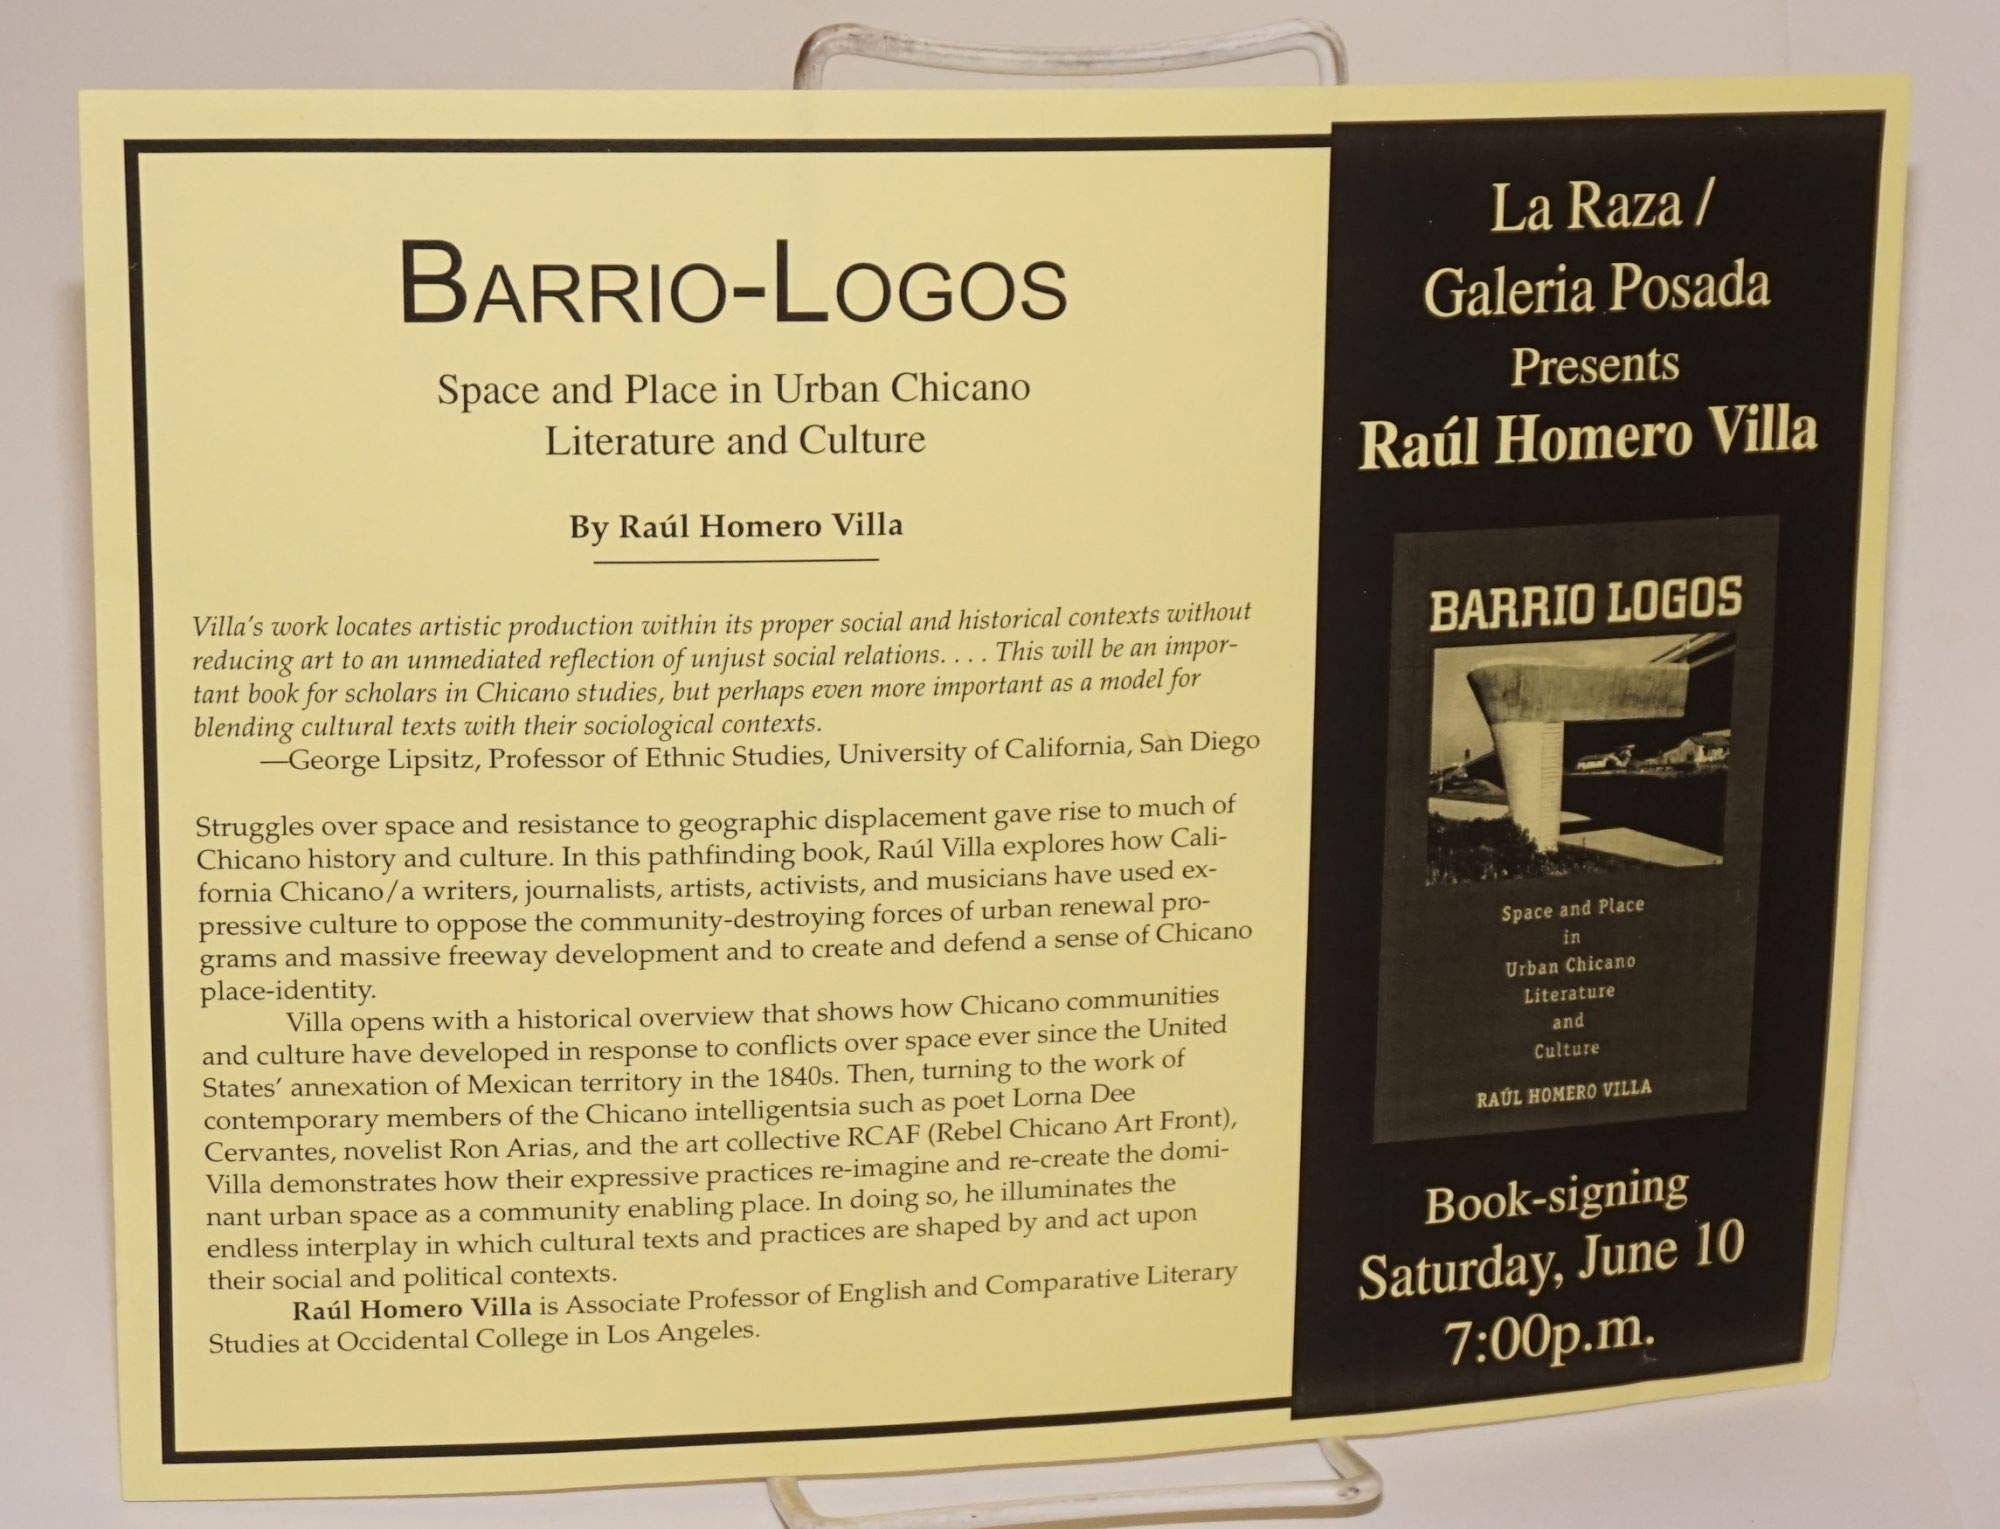 BARRIO-LOGOS
Space and Place in Urban Chicano
Literature and Culture
By Raúl Homero Villa
Villa's work locates artistic production within its proper social and historical contexts without
reducing art to an unmediated reflection of unjust social relations. . . . This will be an impor-
tant book for scholars in Chicano studies, but perhaps even more important as a model for
blending cultural texts with their sociological contexts.
—George Lipsitz, Professor of Ethnic Studies, University of California, San Diego
Struggles over space and resistance to geographic displacement gave rise to much of
Chicano history and culture. In this pathfinding book, Raúl Villa explores how Cali-
fornia Chicano/a writers, journalists, artists, activists, and musicians have used ex-
pressive culture to oppose the community-destroying forces of urban renewal pro-
grams and massive freeway development and to create and defend a sense of Chicano
place-identity.
Villa opens with a historical overview that shows how Chicano communities
and culture have developed in response to conflicts over space ever since the United
States' annexation of Mexican territory in the 1840s. Then, turning to the work of
contemporary members of the Chicano intelligentsia such as poet Lorna Dee
Cervantes, novelist Ron Arias, and the art collective RCAF (Rebel Chicano Art Front),
Villa demonstrates how their expressive practices re-imagine and re-create the domi-
nant urban space as a community enabling place. In doing so, he illuminates the
endless interplay in which cultural texts and practices are shaped by and act upon
their social and political contexts.
Raúl Homero Villa is Associate Professor of English and Comparative Literary
Studies at Occidental College in Los Angeles.
La Raza /
Galeria Posada
Presents
Raúl Homero Villa
BARRIO LOGOS
Space and Place
in
Urban Chicano
Literature
and
Culture
RAÚL HOMERO VILLA
Book-signing
Saturday, June 10
7:00p.m.